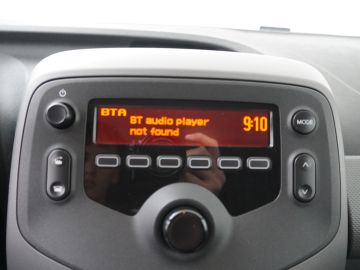 BTA
BT audio player 9:10
not found
MODE